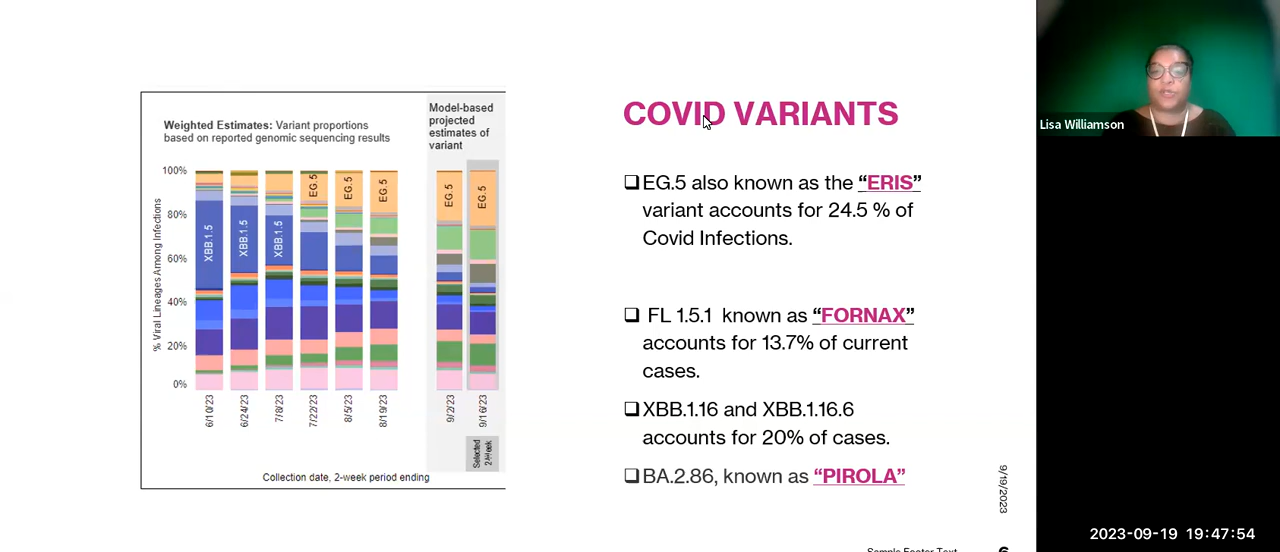 Weighted Estimates: Variant proportions
based on reported genomic sequencing results
Model-based
projected
estimates of
variant
% Viral Lineages Among Infections
100%
80%
60%
40%
20%
0%
XBB.1.5
XBB.1.5
XBB.1.5
EG.5
EG.5
EG.5
EG.5
EG.5
6/10/23
6/24/23
7/8/23
7/22/23
8/5/23
8/19/23
9/2/23
9/16/23
Selected
2-Week
Collection date, 2-week period ending
COVID VARIANTS
EG.5 also known as the “ERIS”
variant accounts for 24.5 % of
Covid Infections.
FL 1.5.1 known as “FORNAX”
accounts for 13.7% of current
cases.
XBB.1.16 and XBB.1.16.6
accounts for 20% of cases.
BA.2.86, known as “PIROLA”
9/19/2023
Sample Footer Text
6
Lisa Williamson
2023-09-19 19:47:54